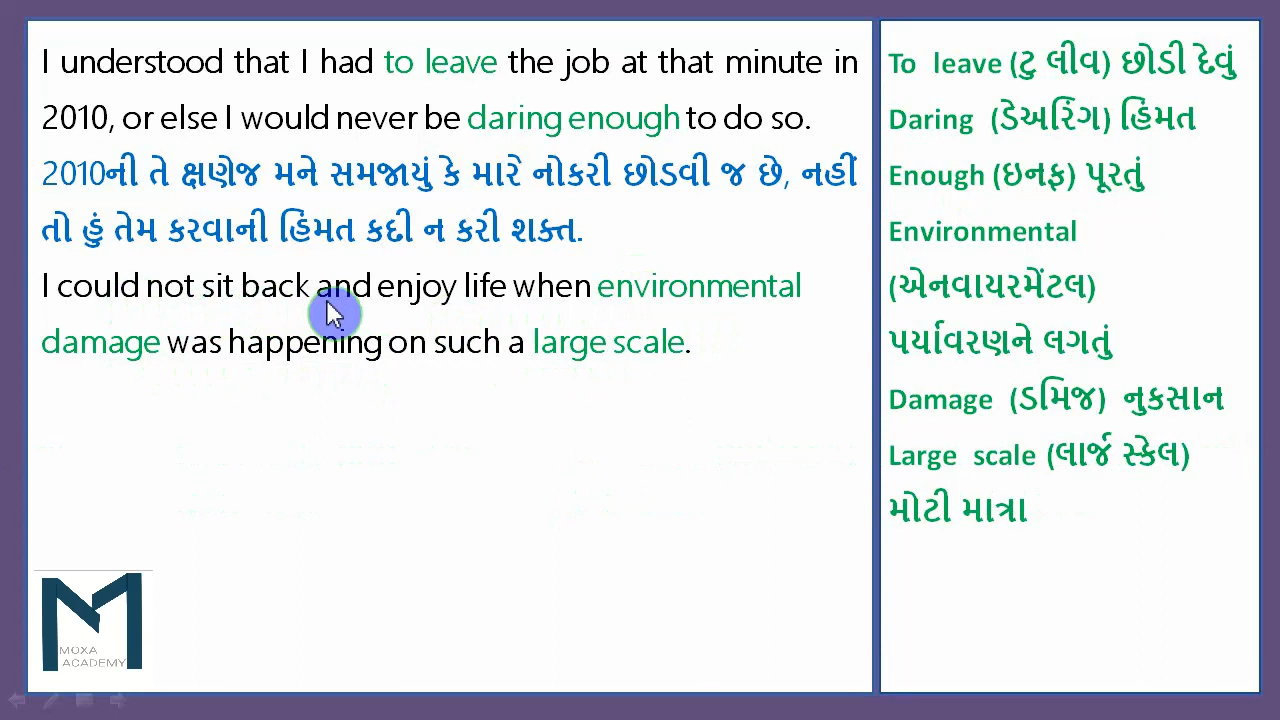 I understood that I had to leave the job at that minute in
2010, or else I would never be daring enough to do so.
2010ની તે ક્ષણેજ મને સમજાયું કે મારે નોકરી છોડવી જ છે, નહીં
તો હું તેમ કરવાની હિંમત કદી ન કરી શક્ત.
I could not sit back and enjoy life when environmental
damage was happening on such a large scale.
To leave (ટુ લીવ) છોડી દેવું
Daring (ડેઅરિંગ) હિંમત
Enough (ઇનફ) પૂરતું
Environmental
(એનવાયરમેંટલ)
પર્યાવરણને લગતું
Damage (ડમિજ) નુકસાન
Large scale (લાર્જ સ્કેલ)
મોટી માત્રા
MOXA
ACADEMY